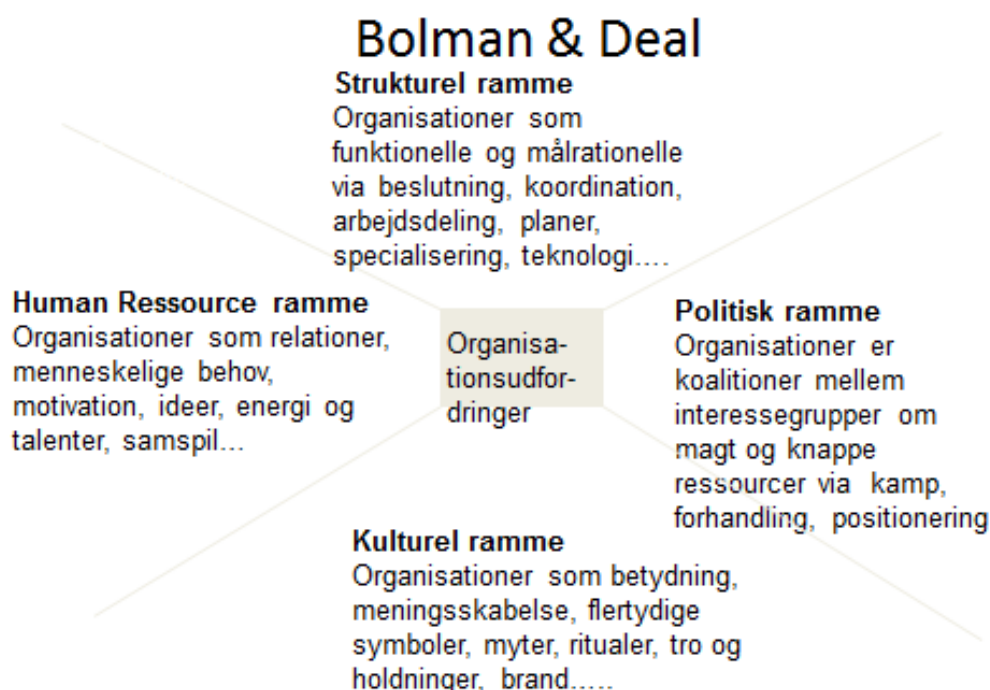 Bolman & Deal
Strukturel ramme
Organisationer som
funktionelle og målrationelle
via beslutning, koordination,
arbejdsdeling, planer,
specialisering, teknologi....
Human Ressource ramme
Organisationer som relationer,
menneskelige behov,
motivation, ideer, energi og
talenter, samspil...
Organisa-
tionsudfor-
dringer
Politisk ramme
Organisationer er
koalitioner mellem
interessegrupper om
magt og knappe
ressourcer via kamp,
forhandling, positionering
Kulturel ramme
Organisationer som betydning,
meningsskabelse, flertydige
symboler, myter, ritualer, tro og
holdninger, brand.....